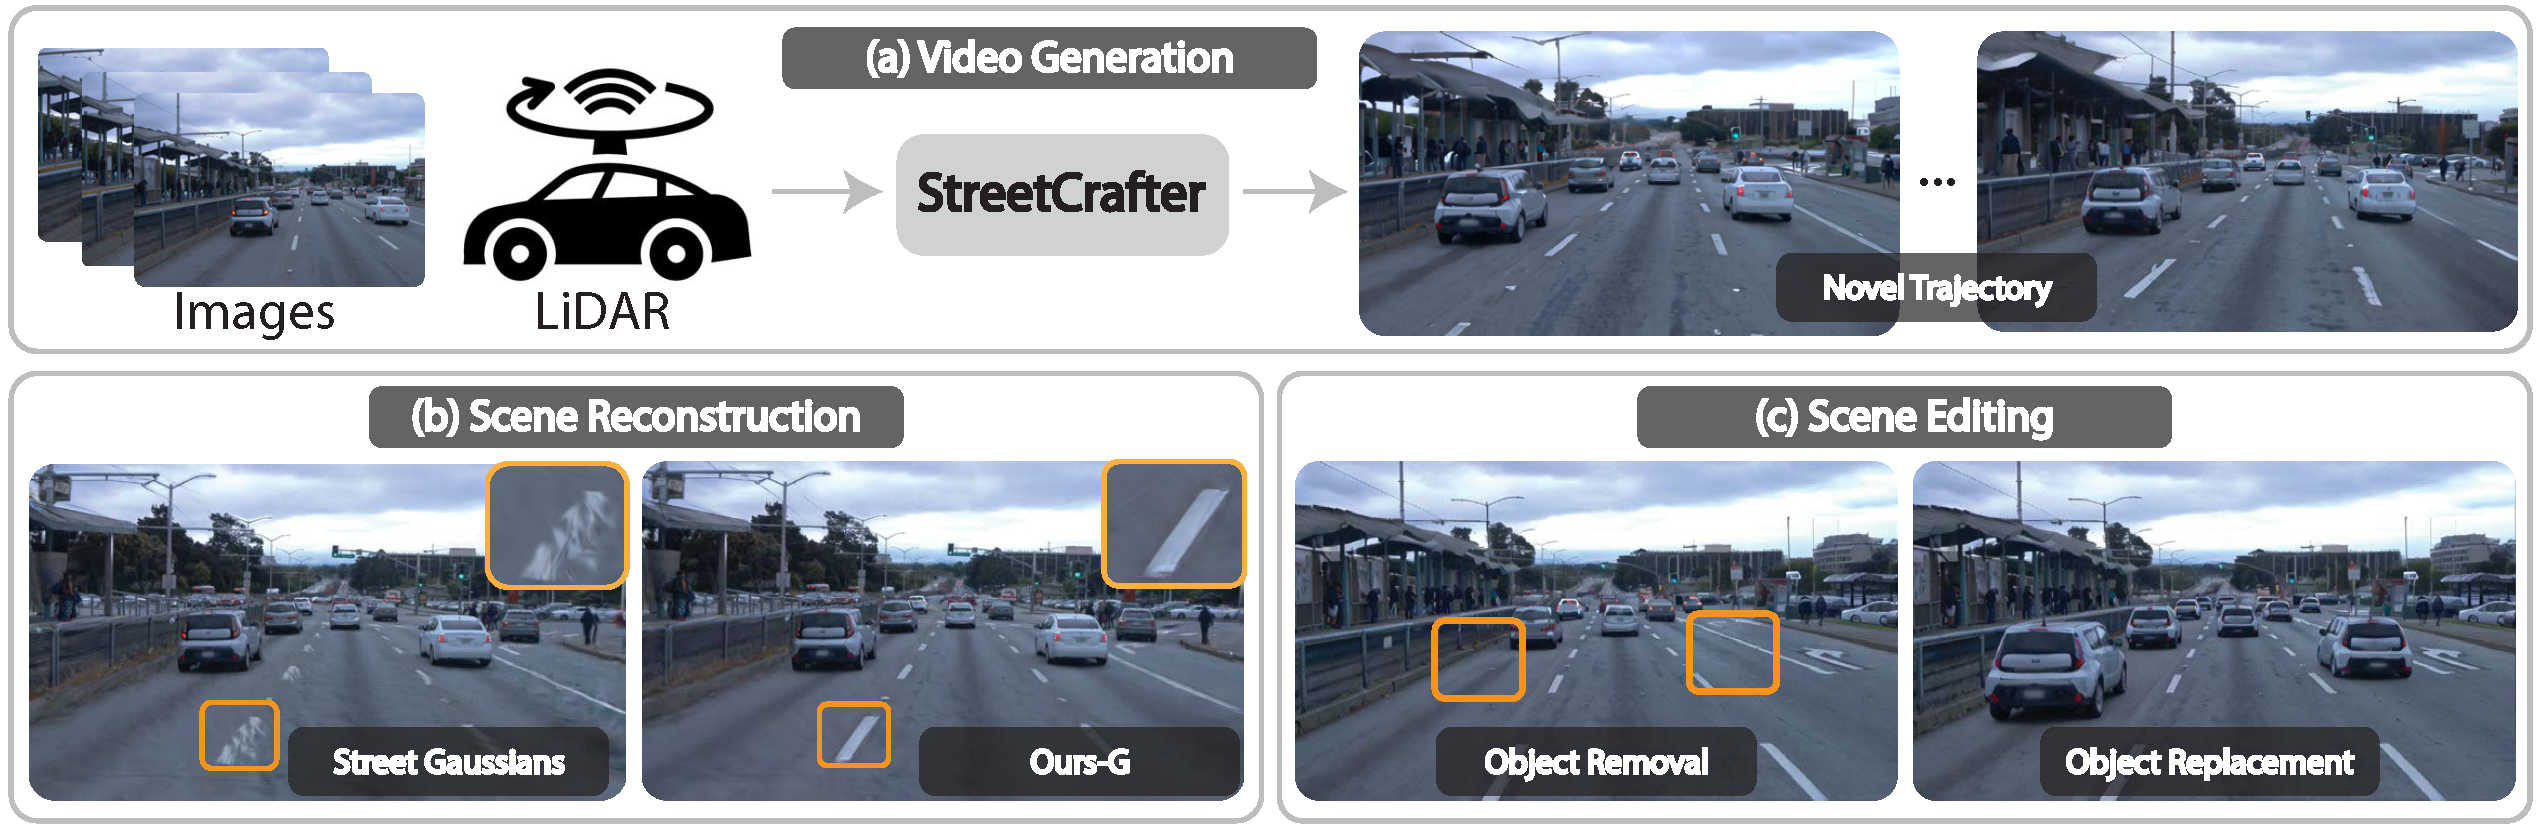 (a) Video Generation
Images
LiDAR
StreetCrafter
...
Novel Trajectory
(b) Scene Reconstruction
Street Gaussians
Ours-G
(c) Scene Editing
Object Removal
Object Replacement